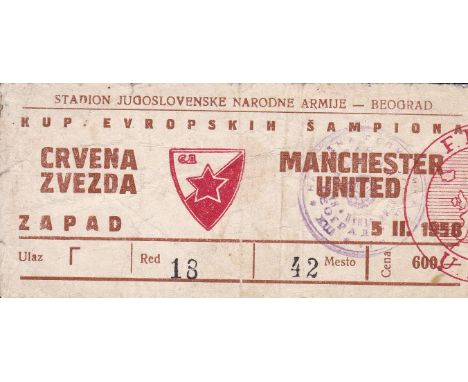 STADION JUGOSLOVENSKE NARODNE ARMIJE — BEOGRAD
KUP EVROPSKIH ŠAMPIONA
CRVENA ZVEZDA
MANCHESTER UNITED
ZAPAD
5 II. 1958
Ulaz Г Red 18 42 Mesto Cena 600.